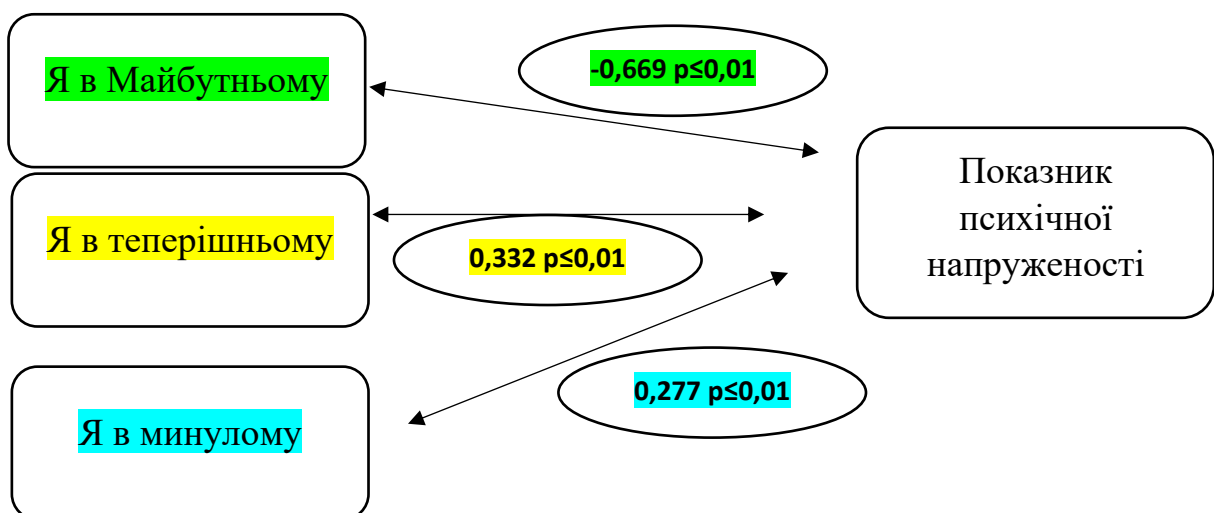 Я в Майбутньому
-0,669 p≤0,01
Я в теперішньому
0,332 p≤0,01
Показник
психічної
напруженості
Я в минулому
0,277 p≤0,01